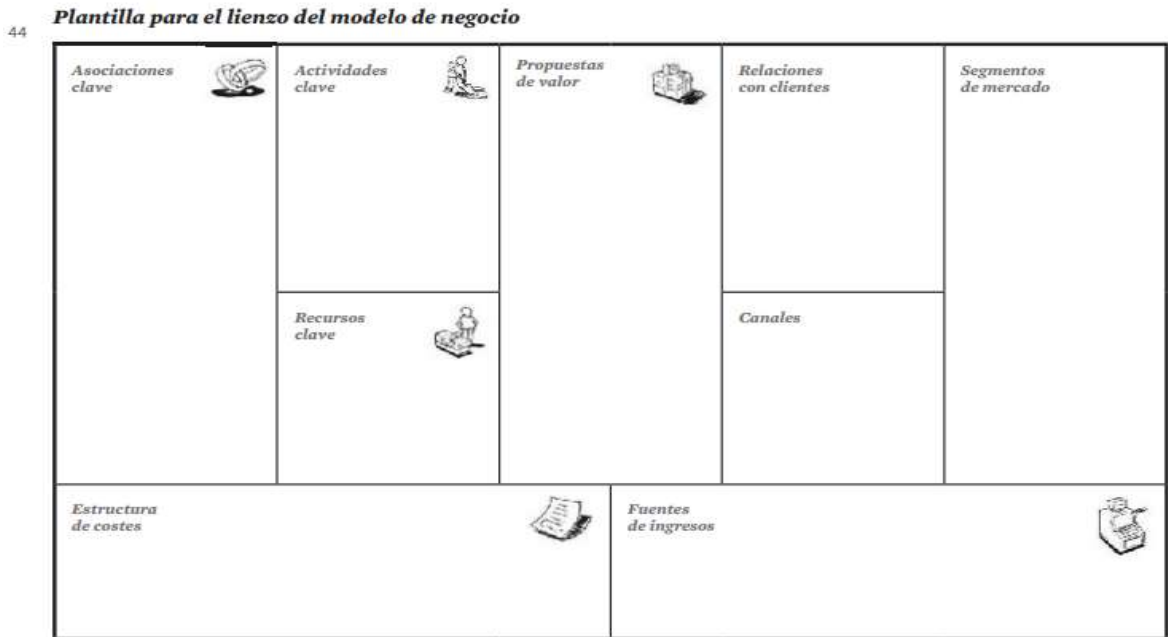 44
Plantilla para el lienzo del modelo de negocio
Asociaciones
clave
Actividades
clave
Propuestas
de valor
Relaciones
con clientes
Segmentos
de mercado
Recursos
clave
Canales
Estructura
de costes
Fuentes
de ingresos